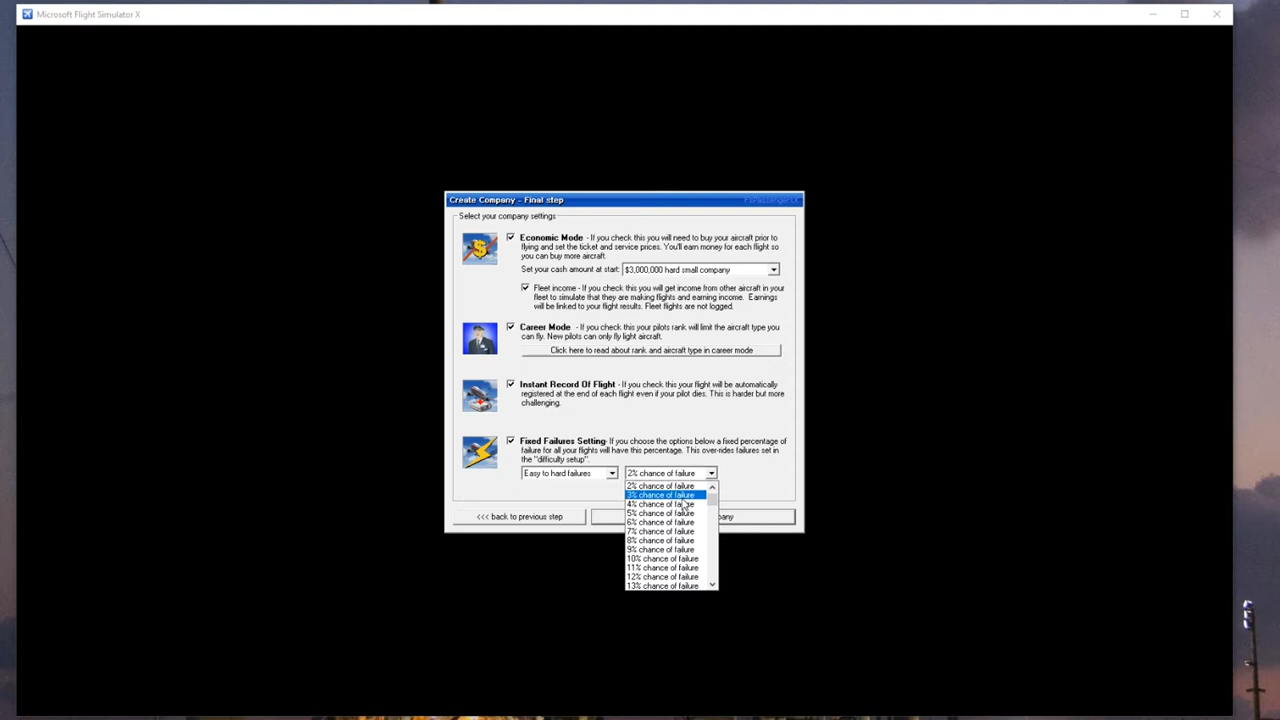 Microsoft Flight Simulator X
Create Company - Final step
FsPassengersX
Select your company settings
Economic Mode - If you check this you will need to buy your aircraft prior to
flying and set the ticket and service prices. You'll earn money for each flight so
you can buy more aircraft.
Set your cash amount at start: $3,000,000 hard small company
Fleet income - If you check this you will get income from other aircraft in your
fleet to simulate that they are making flights and earning income. Earnings
will be linked to your flight results. Fleet flights are not logged.
Career Mode - If you check this your pilots rank will limit the aircraft type you
can fly. New pilots can only fly light aircraft.
Click here to read about rank and aircraft type in career mode
Instant Record Of Flight - If you check this your flight will be automatically
registered at the end of each flight even if your pilot dies. This is harder but more
challenging.
Fixed Failures Setting- If you choose the options below a fixed percentage of
failure for all your flights will have this percentage. This over-rides failures set in
the "difficulty setup".
Easy to hard failures 2% chance of failure
2% chance of failure
3% chance of failure
4% chance of failure
5% chance of failure
6% chance of failure
7% chance of failure
8% chance of failure
9% chance of failure
10% chance of failure
11% chance of failure
12% chance of failure
13% chance of failure
<<< back to previous step